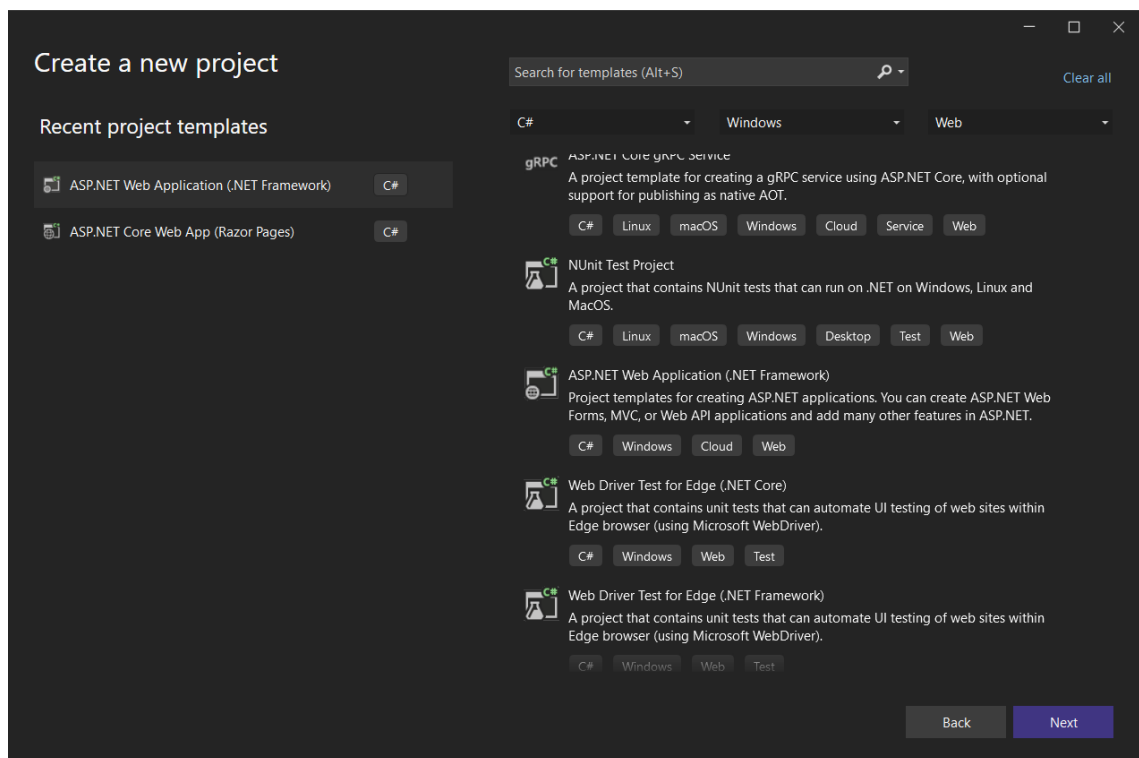 Create a new project
Search for templates (Alt+S)
Clear all
Recent project templates
C#
Windows
Web
ASP.NET Web Application (.NET Framework)
C#
ASP.NET Core Web App (Razor Pages)
C#
gRPC
ASP.NET Core gRPC Service
A project template for creating a gRPC service using ASP.NET Core, with optional
support for publishing as native AOT.
C# Linux macOS Windows Cloud Service Web
C#
NUnit Test Project
A project that contains NUnit tests that can run on .NET on Windows, Linux and
MacOS.
C# Linux macOS Windows Desktop Test Web
C#
ASP.NET Web Application (.NET Framework)
Project templates for creating ASP.NET applications. You can create ASP.NET Web
Forms, MVC, or Web API applications and add many other features in ASP.NET.
C# Windows Cloud Web
C#
Web Driver Test for Edge (.NET Core)
A project that contains unit tests that can automate UI testing of web sites within
Edge browser (using Microsoft WebDriver).
C# Windows Web Test
C#
Web Driver Test for Edge (.NET Framework)
A project that contains unit tests that can automate UI testing of web sites within
Edge browser (using Microsoft WebDriver).
C# Windows Web Test
Back
Next